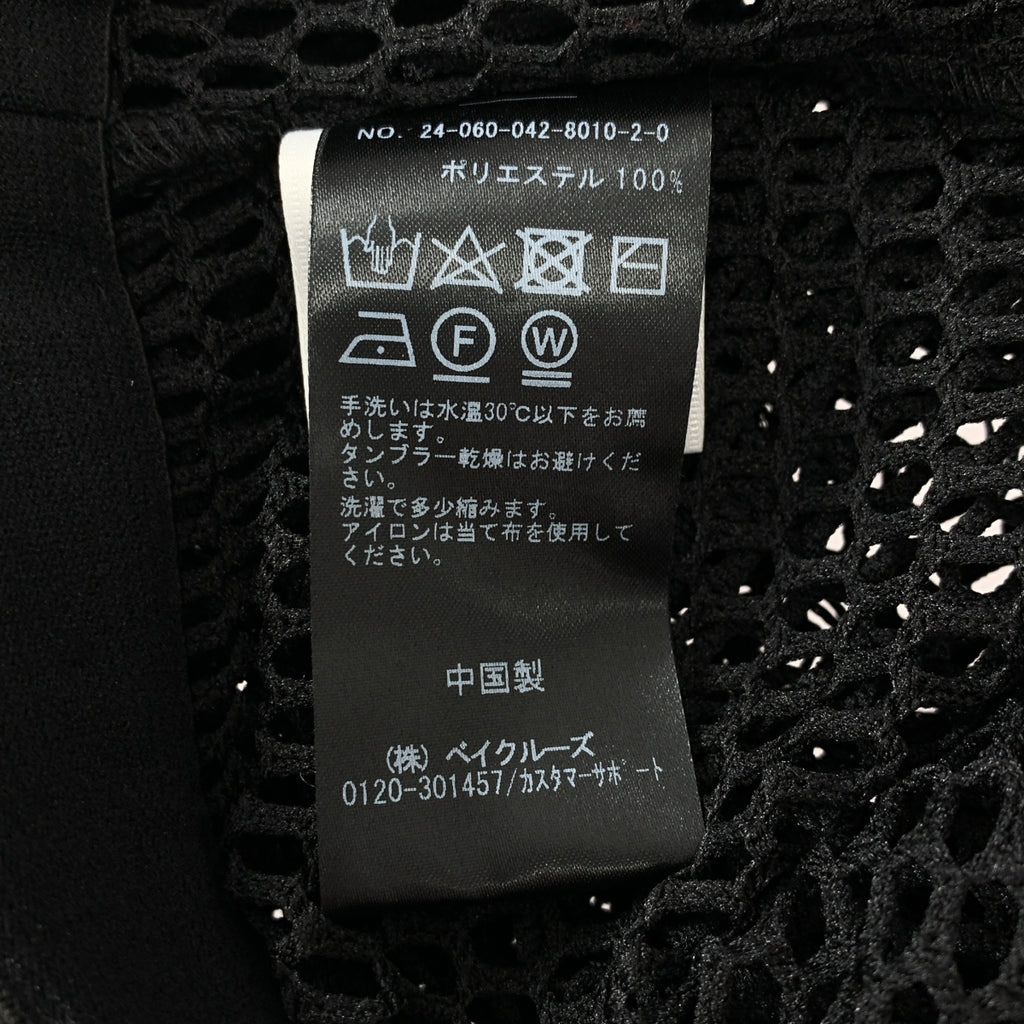 NO. 24-060-042-8010-2-0
ポリエステル 100%
F W
手洗いは水温30℃以下をお薦
めします。
タンブラー乾燥はお避けくだ
さい。
洗濯で多少縮みます。
アイロンは当て布を使用して
ください。
中国製
(株) ベイクルーズ
0120-301457/カスタマーサポート